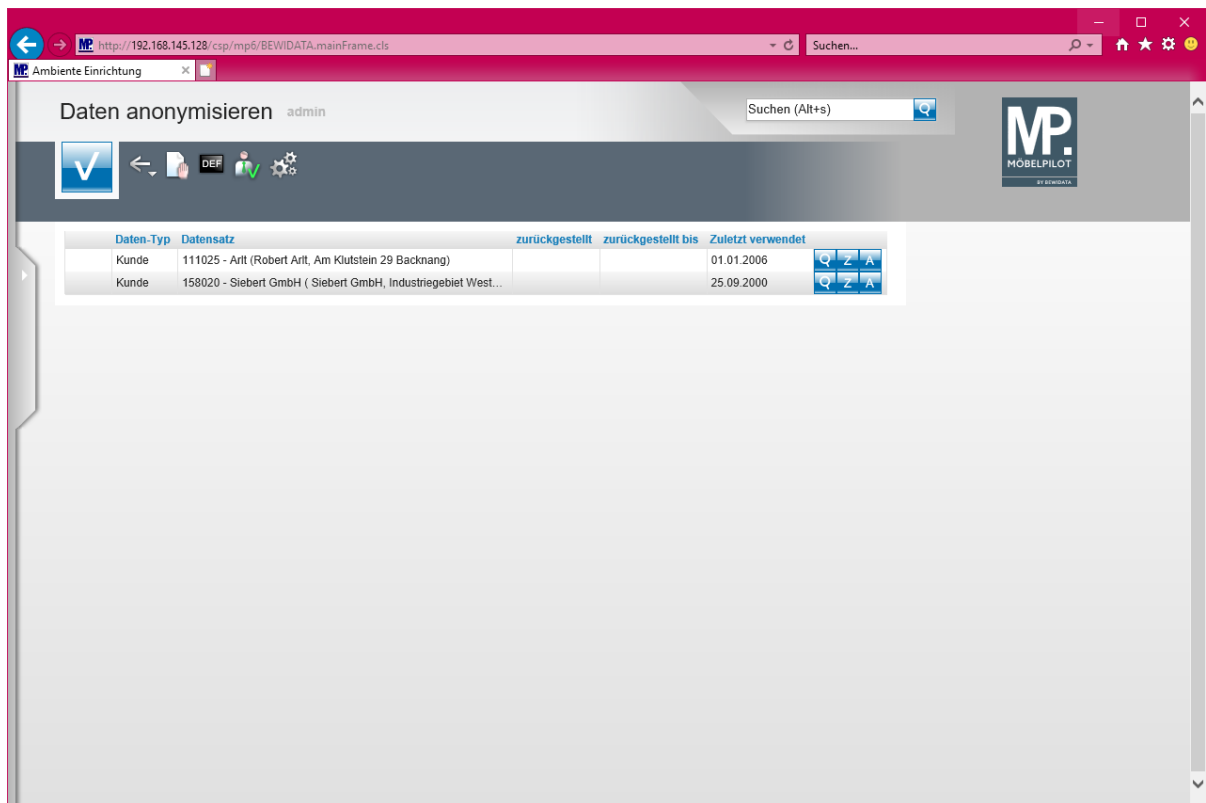 http://192.168.145.128/csp/mp6/BEWIDATA.mainFrame.cls
Suchen...
MP. Ambiente Einrichtung
Daten anonymisieren admin
Suchen (Alt+s)
MP.
MÖBELPILOT
BY BEWIDATA
DEF
Daten-Typ Datensatz zurückgestellt zurückgestellt bis Zuletzt verwendet
Kunde 111025 - Arlt (Robert Arlt, Am Klutstein 29 Backnang) 01.01.2006 Q Z A
Kunde 158020 - Siebert GmbH ( Siebert GmbH, Industriegebiet West... 25.09.2000 Q Z A